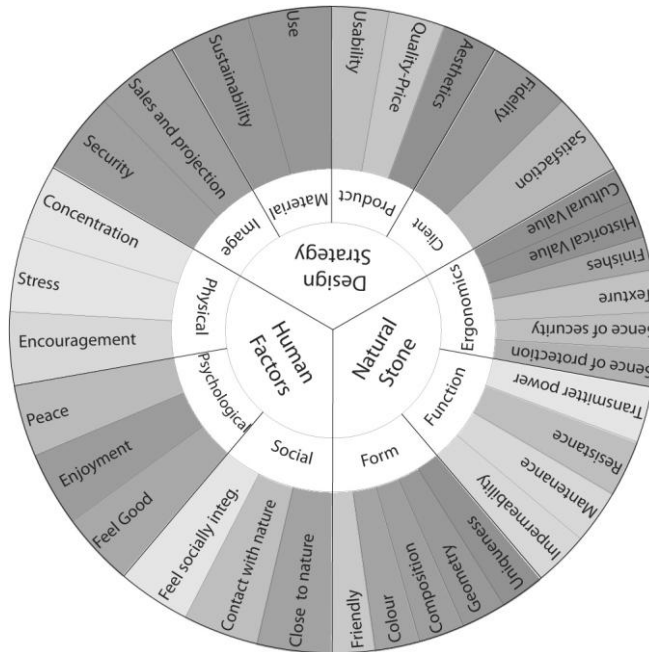 Design
Strategy
Image
Material
Product
Client
Security
Sales and projection
Sustainability
Use
Usability
Quality-Price
Aesthetics
Fidelity
Satisfaction
Natural
Stone
Ergonomics
Function
Form
Cultural Value
Historical Value
Finishes
Texture
Sence of security
Sence of protection
Transmitter power
Resistance
Maintenance
Impermeability
Uniqueness
Geometry
Composition
Colour
Friendly
Human
Factors
Social
Psychological
Physical
Close to nature
Contact with nature
Feel socially integ.
Feel Good
Enjoyment
Peace
Encouragement
Stress
Concentration